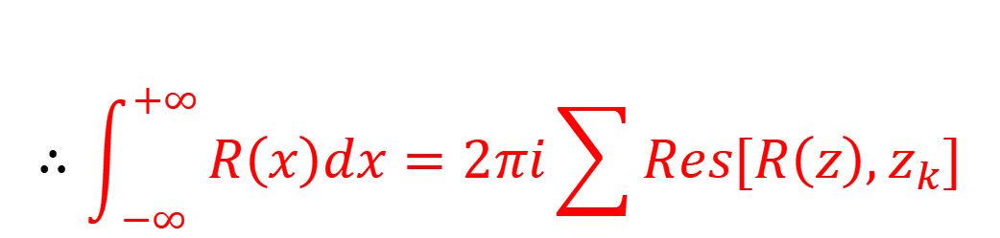 ∴ ∫_{-∞}^{+∞} R(x)dx = 2πi ∑ Res[R(z), z_k]